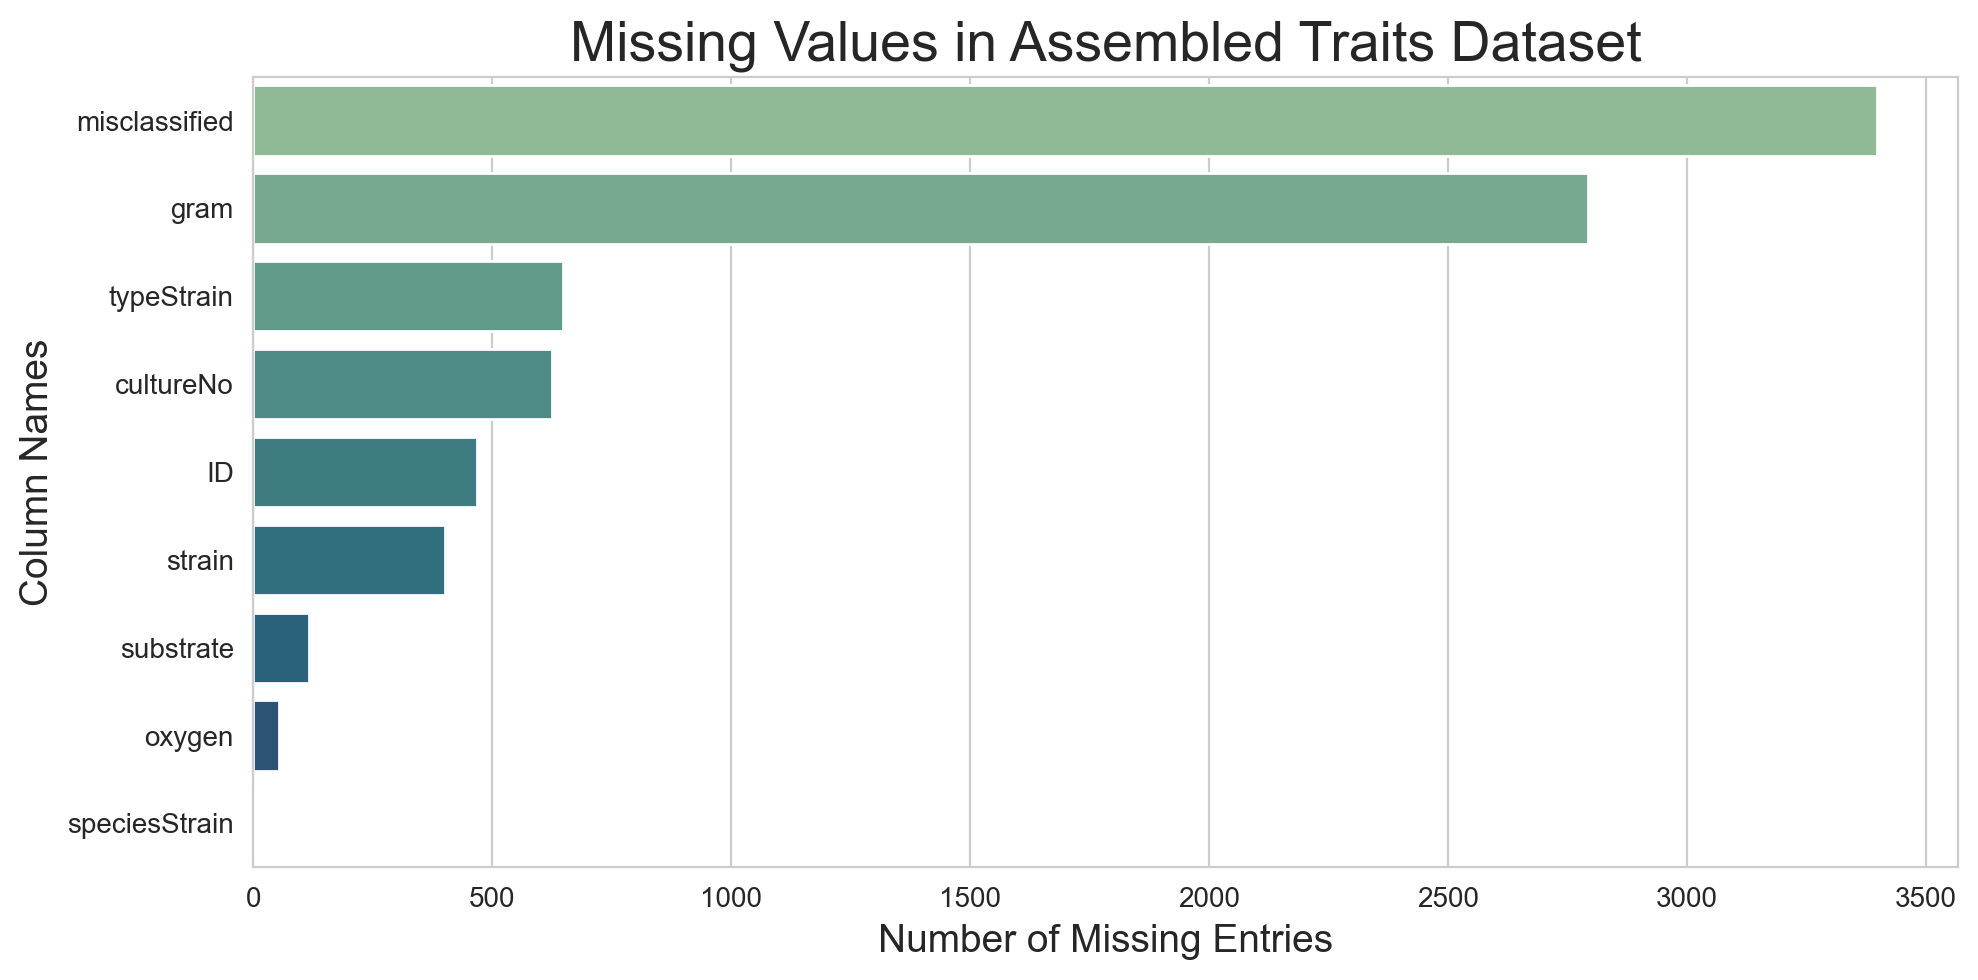 Missing Values in Assembled Traits Dataset
misclassified
gram
typeStrain
cultureNo
ID
strain
substrate
oxygen
speciesStrain
Column Names
0 500 1000 1500 2000 2500 3000 3500
Number of Missing Entries